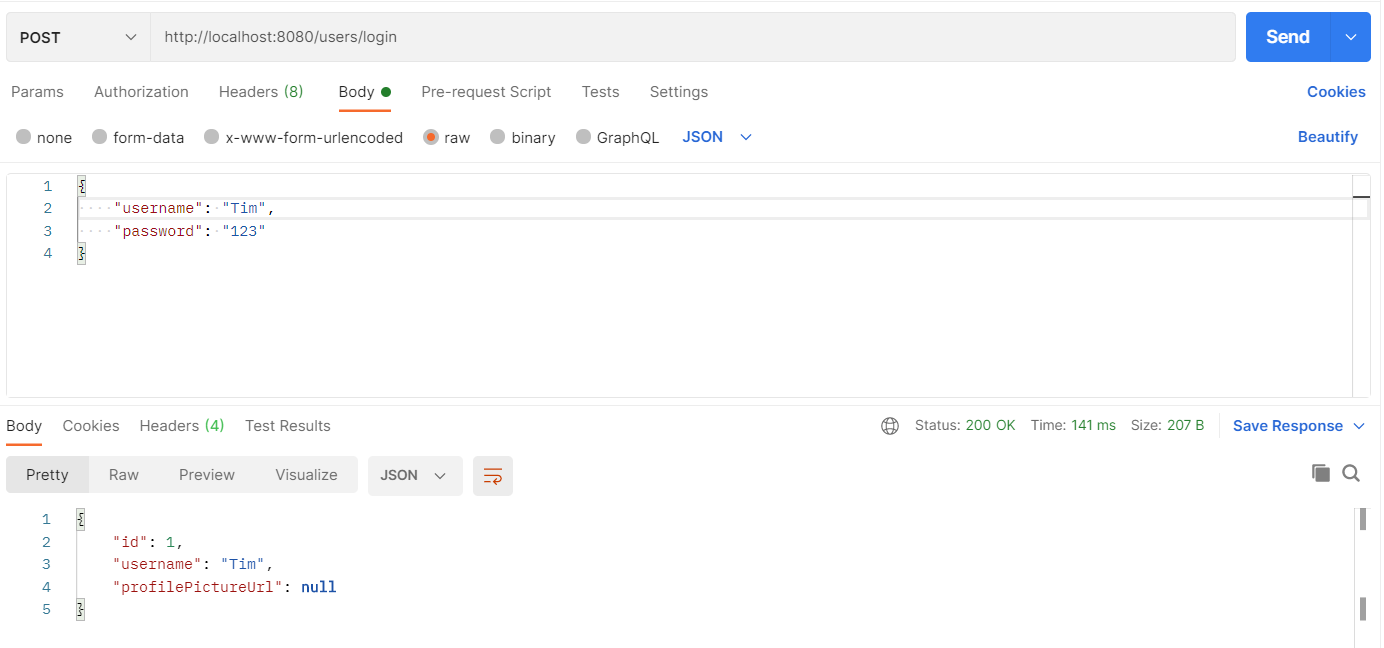 POST http://localhost:8080/users/login Send
Params Authorization Headers (8) Body Pre-request Script Tests Settings Cookies
none form-data x-www-form-urlencoded raw binary GraphQL JSON Beautify
1 {
2 "username": "Tim",
3 "password": "123"
4 }
Body Cookies Headers (4) Test Results Status: 200 OK Time: 141 ms Size: 207 B Save Response
Pretty Raw Preview Visualize JSON
1 {
2 "id": 1,
3 "username": "Tim",
4 "profilePictureUrl": null
5 }